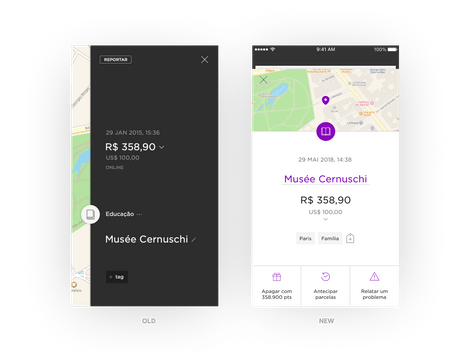 REPORTAR
29 JAN 2015, 15:36
R$ 358,90
US$ 100,00
ONLINE
Educação ...
Musée Cernuschi
+ tag
OLD
9:41 AM
100%
29 MAI 2018, 14:38
Musée Cernuschi
R$ 358,90
US$ 100,00
Paris
Família
Apagar com
358.900 pts
Antecipar
parcelas
Relatar um
problema
NEW